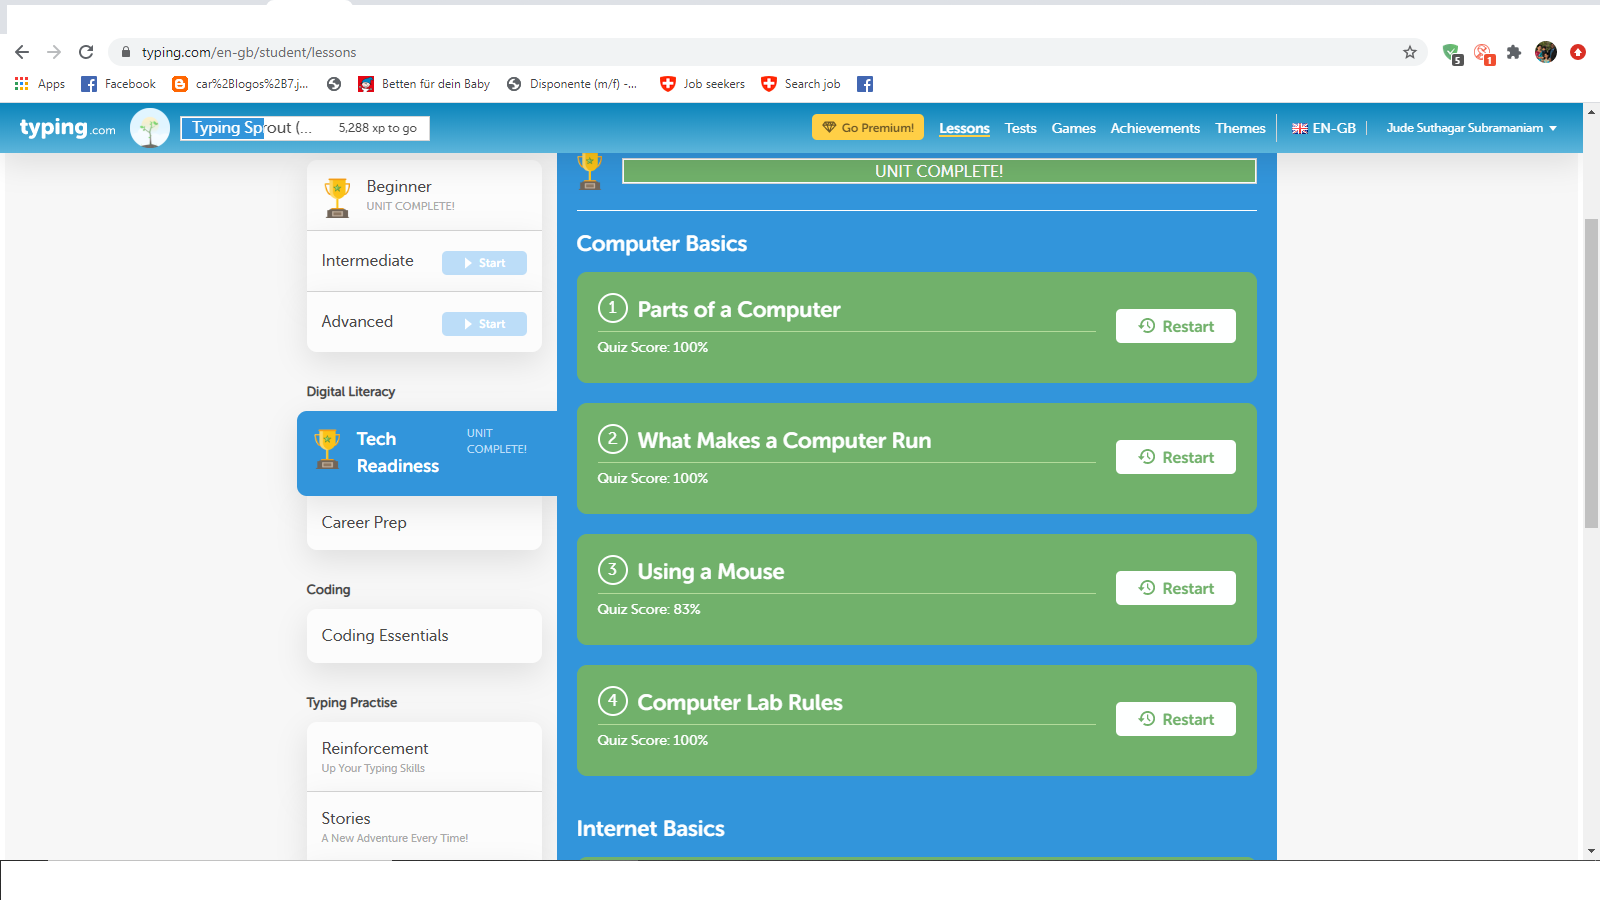 typing.com/en-gb/student/lessons
5
1
Apps
Facebook
car%2Blogos%2B7.j...
Betten für dein Baby
Disponente (m/f) -...
Job seekers
Search job
typing.com
Typing Sprout (...
5,288 xp to go
Go Premium!
Lessons
Tests
Games
Achievements
Themes
EN-GB
Jude Suthagar Subramaniam
Beginner
UNIT COMPLETE!
Intermediate
Start
Advanced
Start
Digital Literacy
Tech
Readiness
UNIT
COMPLETE!
Career Prep
Coding
Coding Essentials
Typing Practise
Reinforcement
Up Your Typing Skills
Stories
A New Adventure Every Time!
UNIT COMPLETE!
Computer Basics
1 Parts of a Computer
Quiz Score: 100%
Restart
2 What Makes a Computer Run
Quiz Score: 100%
Restart
3 Using a Mouse
Quiz Score: 83%
Restart
4 Computer Lab Rules
Quiz Score: 100%
Restart
Internet Basics